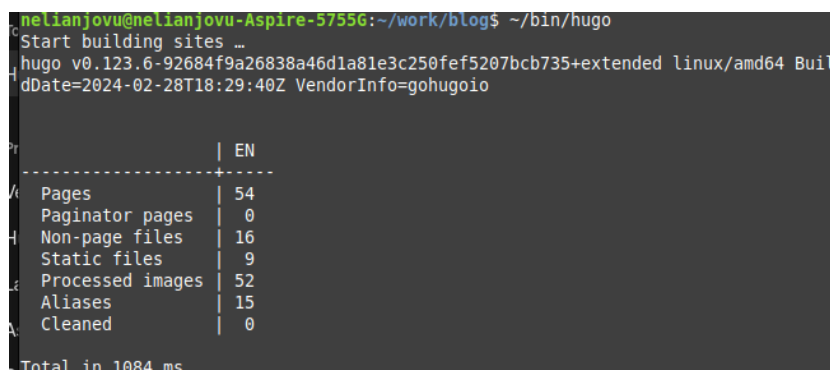 nelianjovu@nelianjovu-Aspire-5755G:~/work/blog$ ~/bin/hugo
Start building sites …
hugo v0.123.6-92684f9a26838a46d1a81e3c250fef5207bcb735+extended linux/amd64 Buil
dDate=2024-02-28T18:29:40Z VendorInfo=gohugoio
| EN
-------------------+-----
Pages | 54
Paginator pages | 0
Non-page files | 16
Static files | 9
Processed images | 52
Aliases | 15
Cleaned | 0
Total in 1084 ms